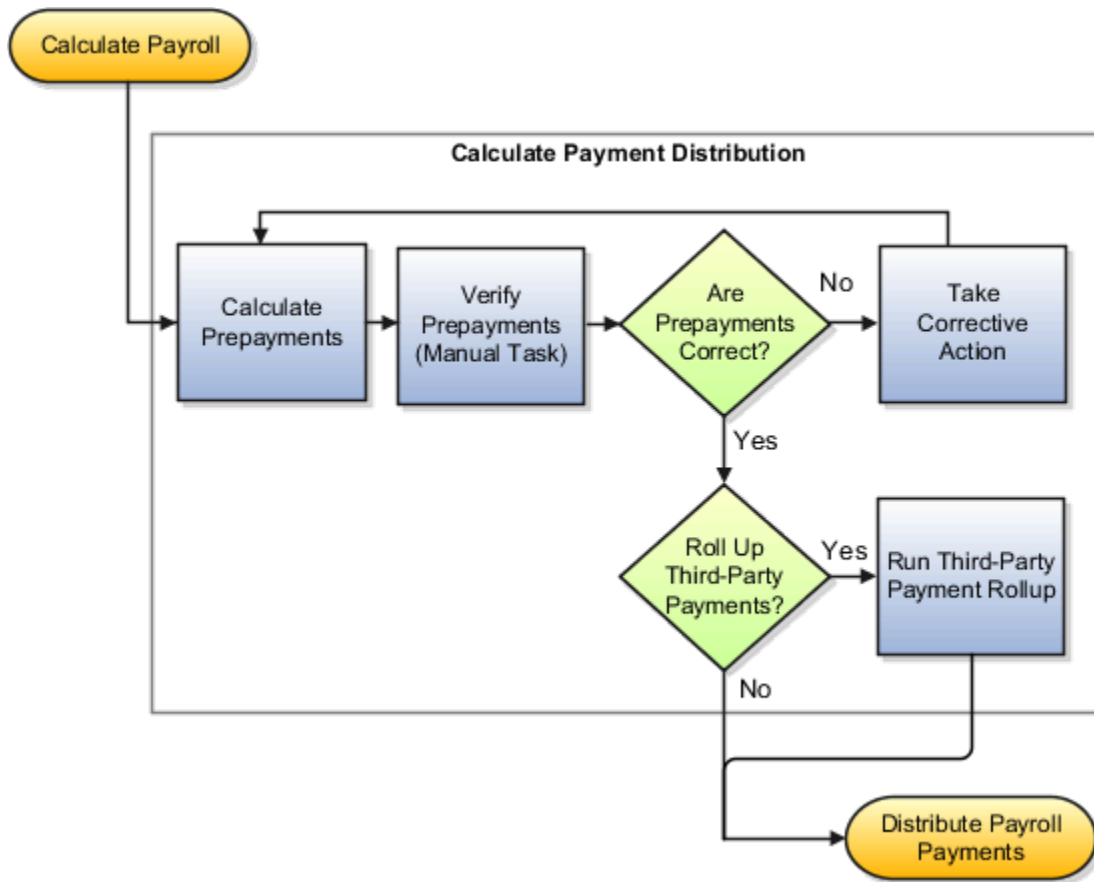 Calculate Payroll
Calculate Payment Distribution
Calculate
Prepayments
Verify
Prepayments
(Manual Task)
Are
Prepayments
Correct?
No
Take
Corrective
Action
Yes
Roll Up
Third-Party
Payments?
Yes
Run Third-Party
Payment Rollup
No
Distribute Payroll
Payments